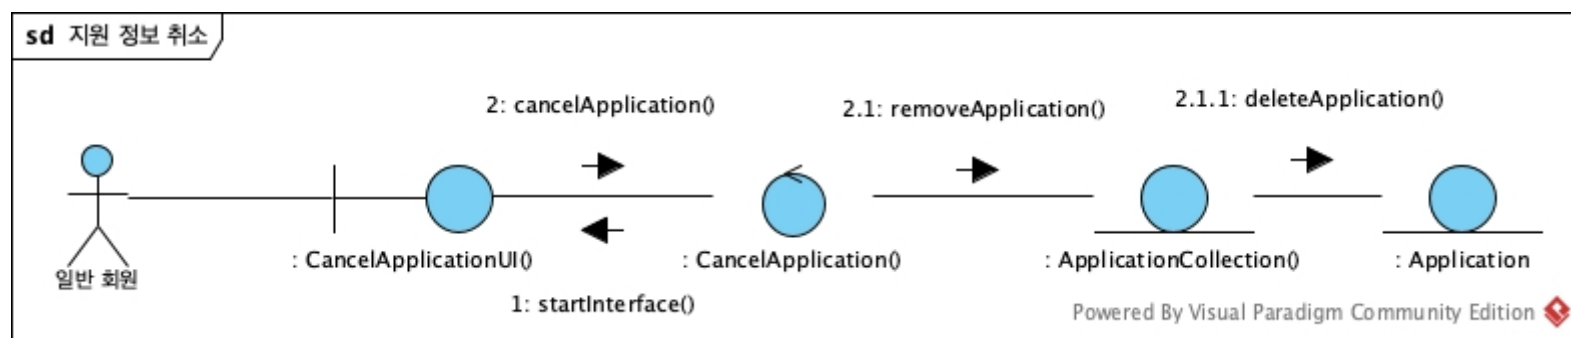 sd 지원 정보 취소
2: cancelApplication()
2.1: removeApplication()
2.1.1: deleteApplication()
일반 회원
: CancelApplicationUI()
: CancelApplication()
: ApplicationCollection()
: Application
1: startInterface()
Powered By Visual Paradigm Community Edition